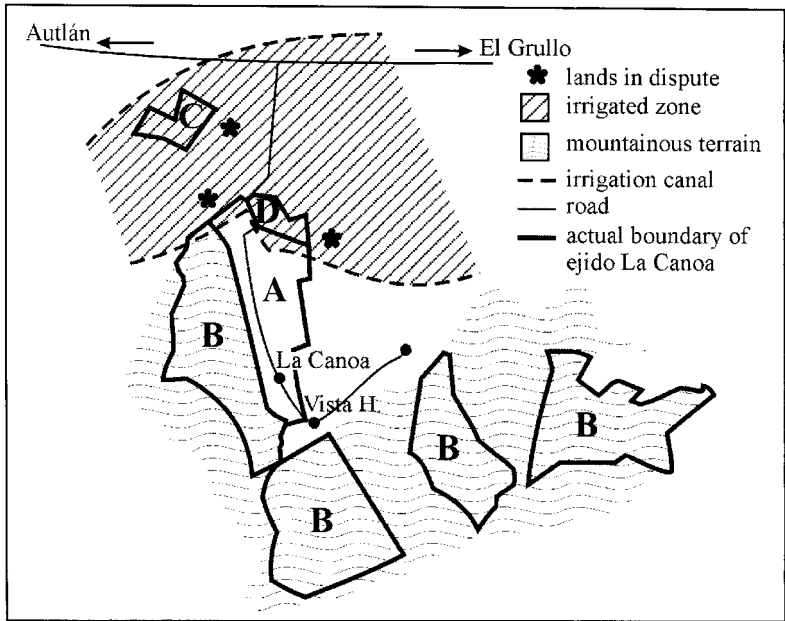 Autlán
El Grullo
lands in dispute
irrigated zone
mountainous terrain
irrigation canal
road
actual boundary of
ejido La Canoa
C
D
A
B
La Canoa
Vista H.
B
B
B